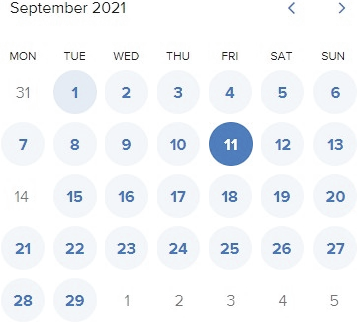 September 2021
MON TUE WED THU FRI SAT SUN
31 1 2 3 4 5 6
7 8 9 10 11 12 13
14 15 16 17 18 19 20
21 22 23 24 25 26 27
28 29 1 2 3 4 5